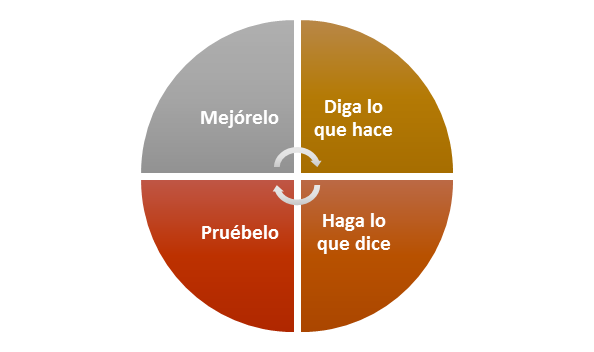 Mejórelo
Diga lo
que hace
Pruébelo
Haga lo
que dice